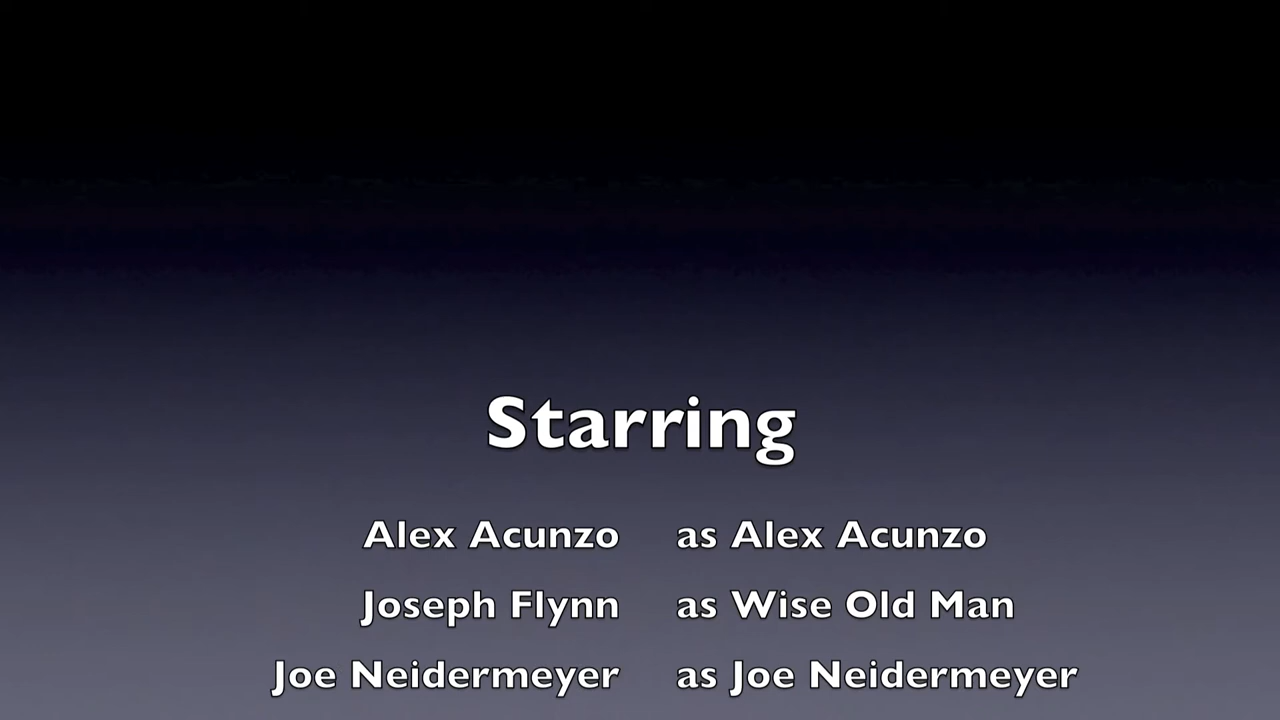 Starring
Alex Acunzo as Alex Acunzo
Joseph Flynn as Wise Old Man
Joe Neidermeyer as Joe Neidermeyer